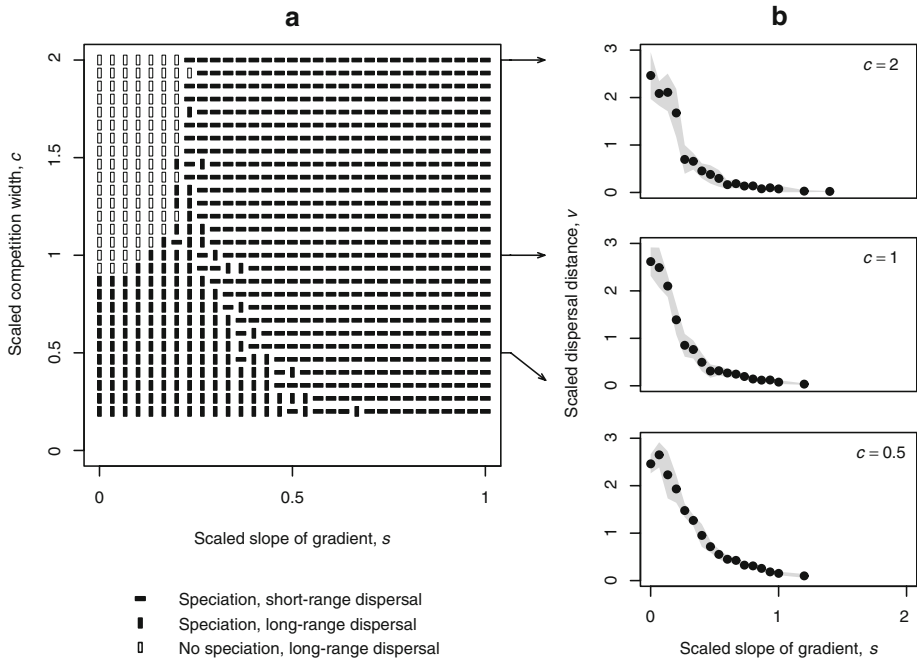 a
Scaled competition width, c
2
1.5
1
0.5
0
0
0.5
1
Scaled slope of gradient, s
Speciation, short-range dispersal
Speciation, long-range dispersal
No speciation, long-range dispersal
b
Scaled dispersal distance, v
3
2
1
0
c = 2
3
2
1
0
c = 1
3
2
1
0
c = 0.5
0
1
2
Scaled slope of gradient, s